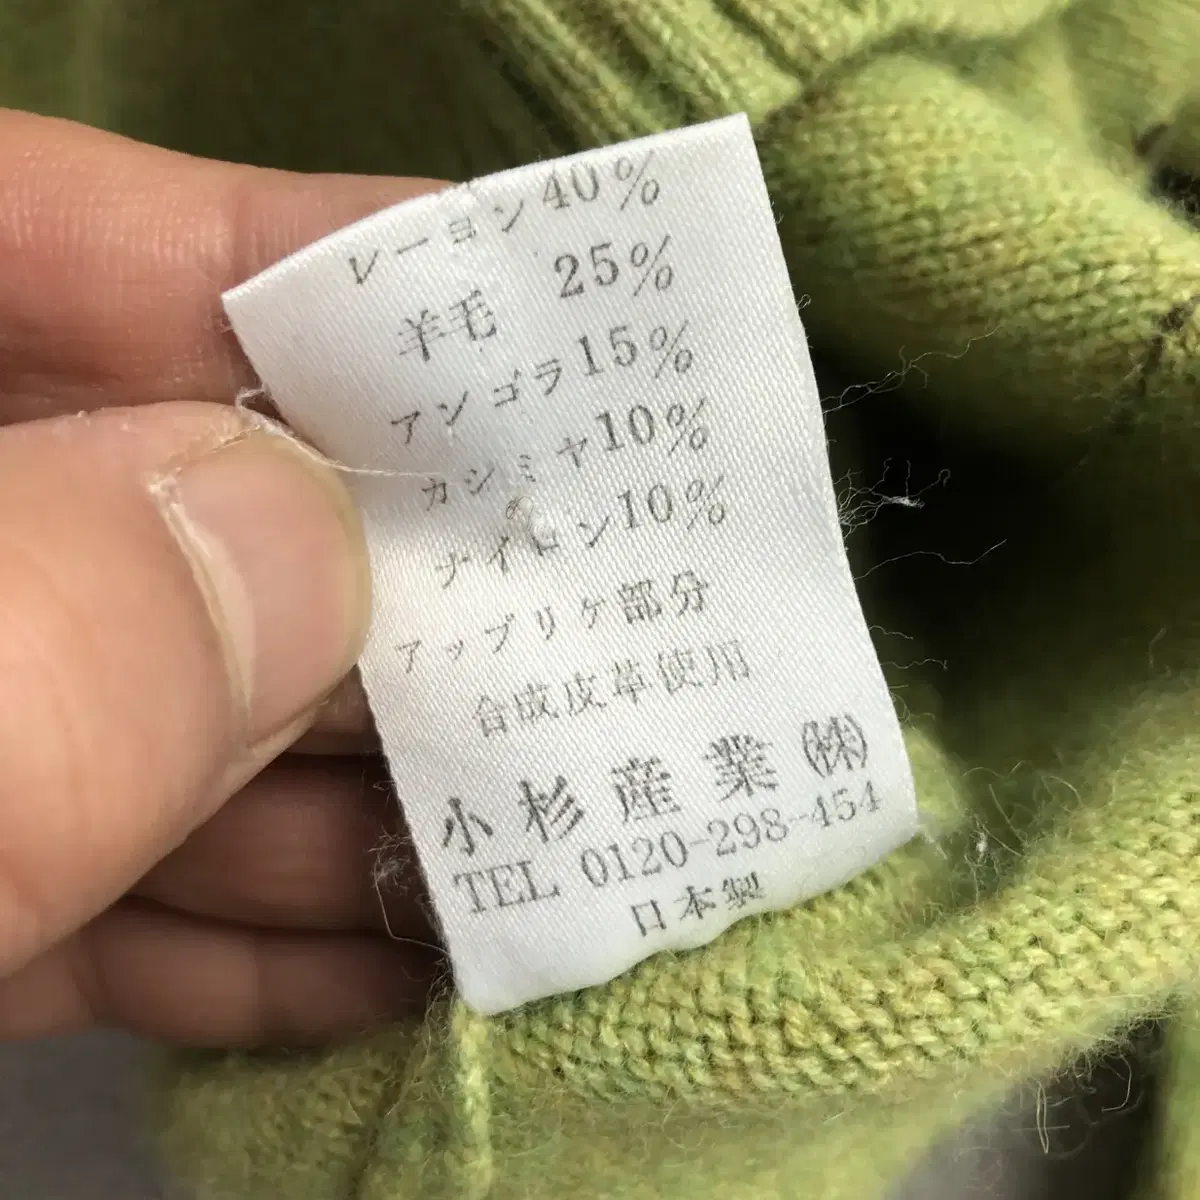 レーヨン40%
羊毛 25%
アンゴラ15%
カシミヤ10%
ナイロン10%
アップリケ部分
合成皮革使用
小杉産業㈱
TEL 0120-298-454
日本製